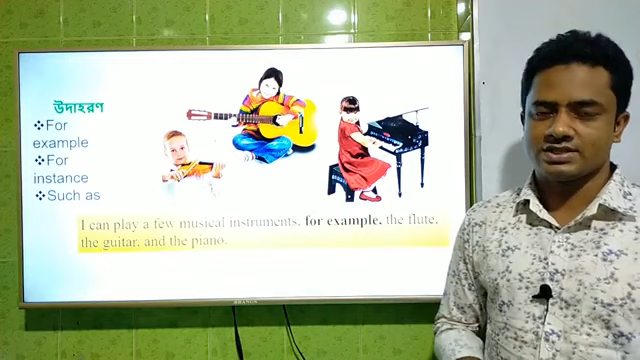 উদাহরণ
❖For
example
❖For
instance
❖Such as
I can play a few musical instruments, for example, the flute,
the guitar, and the piano.